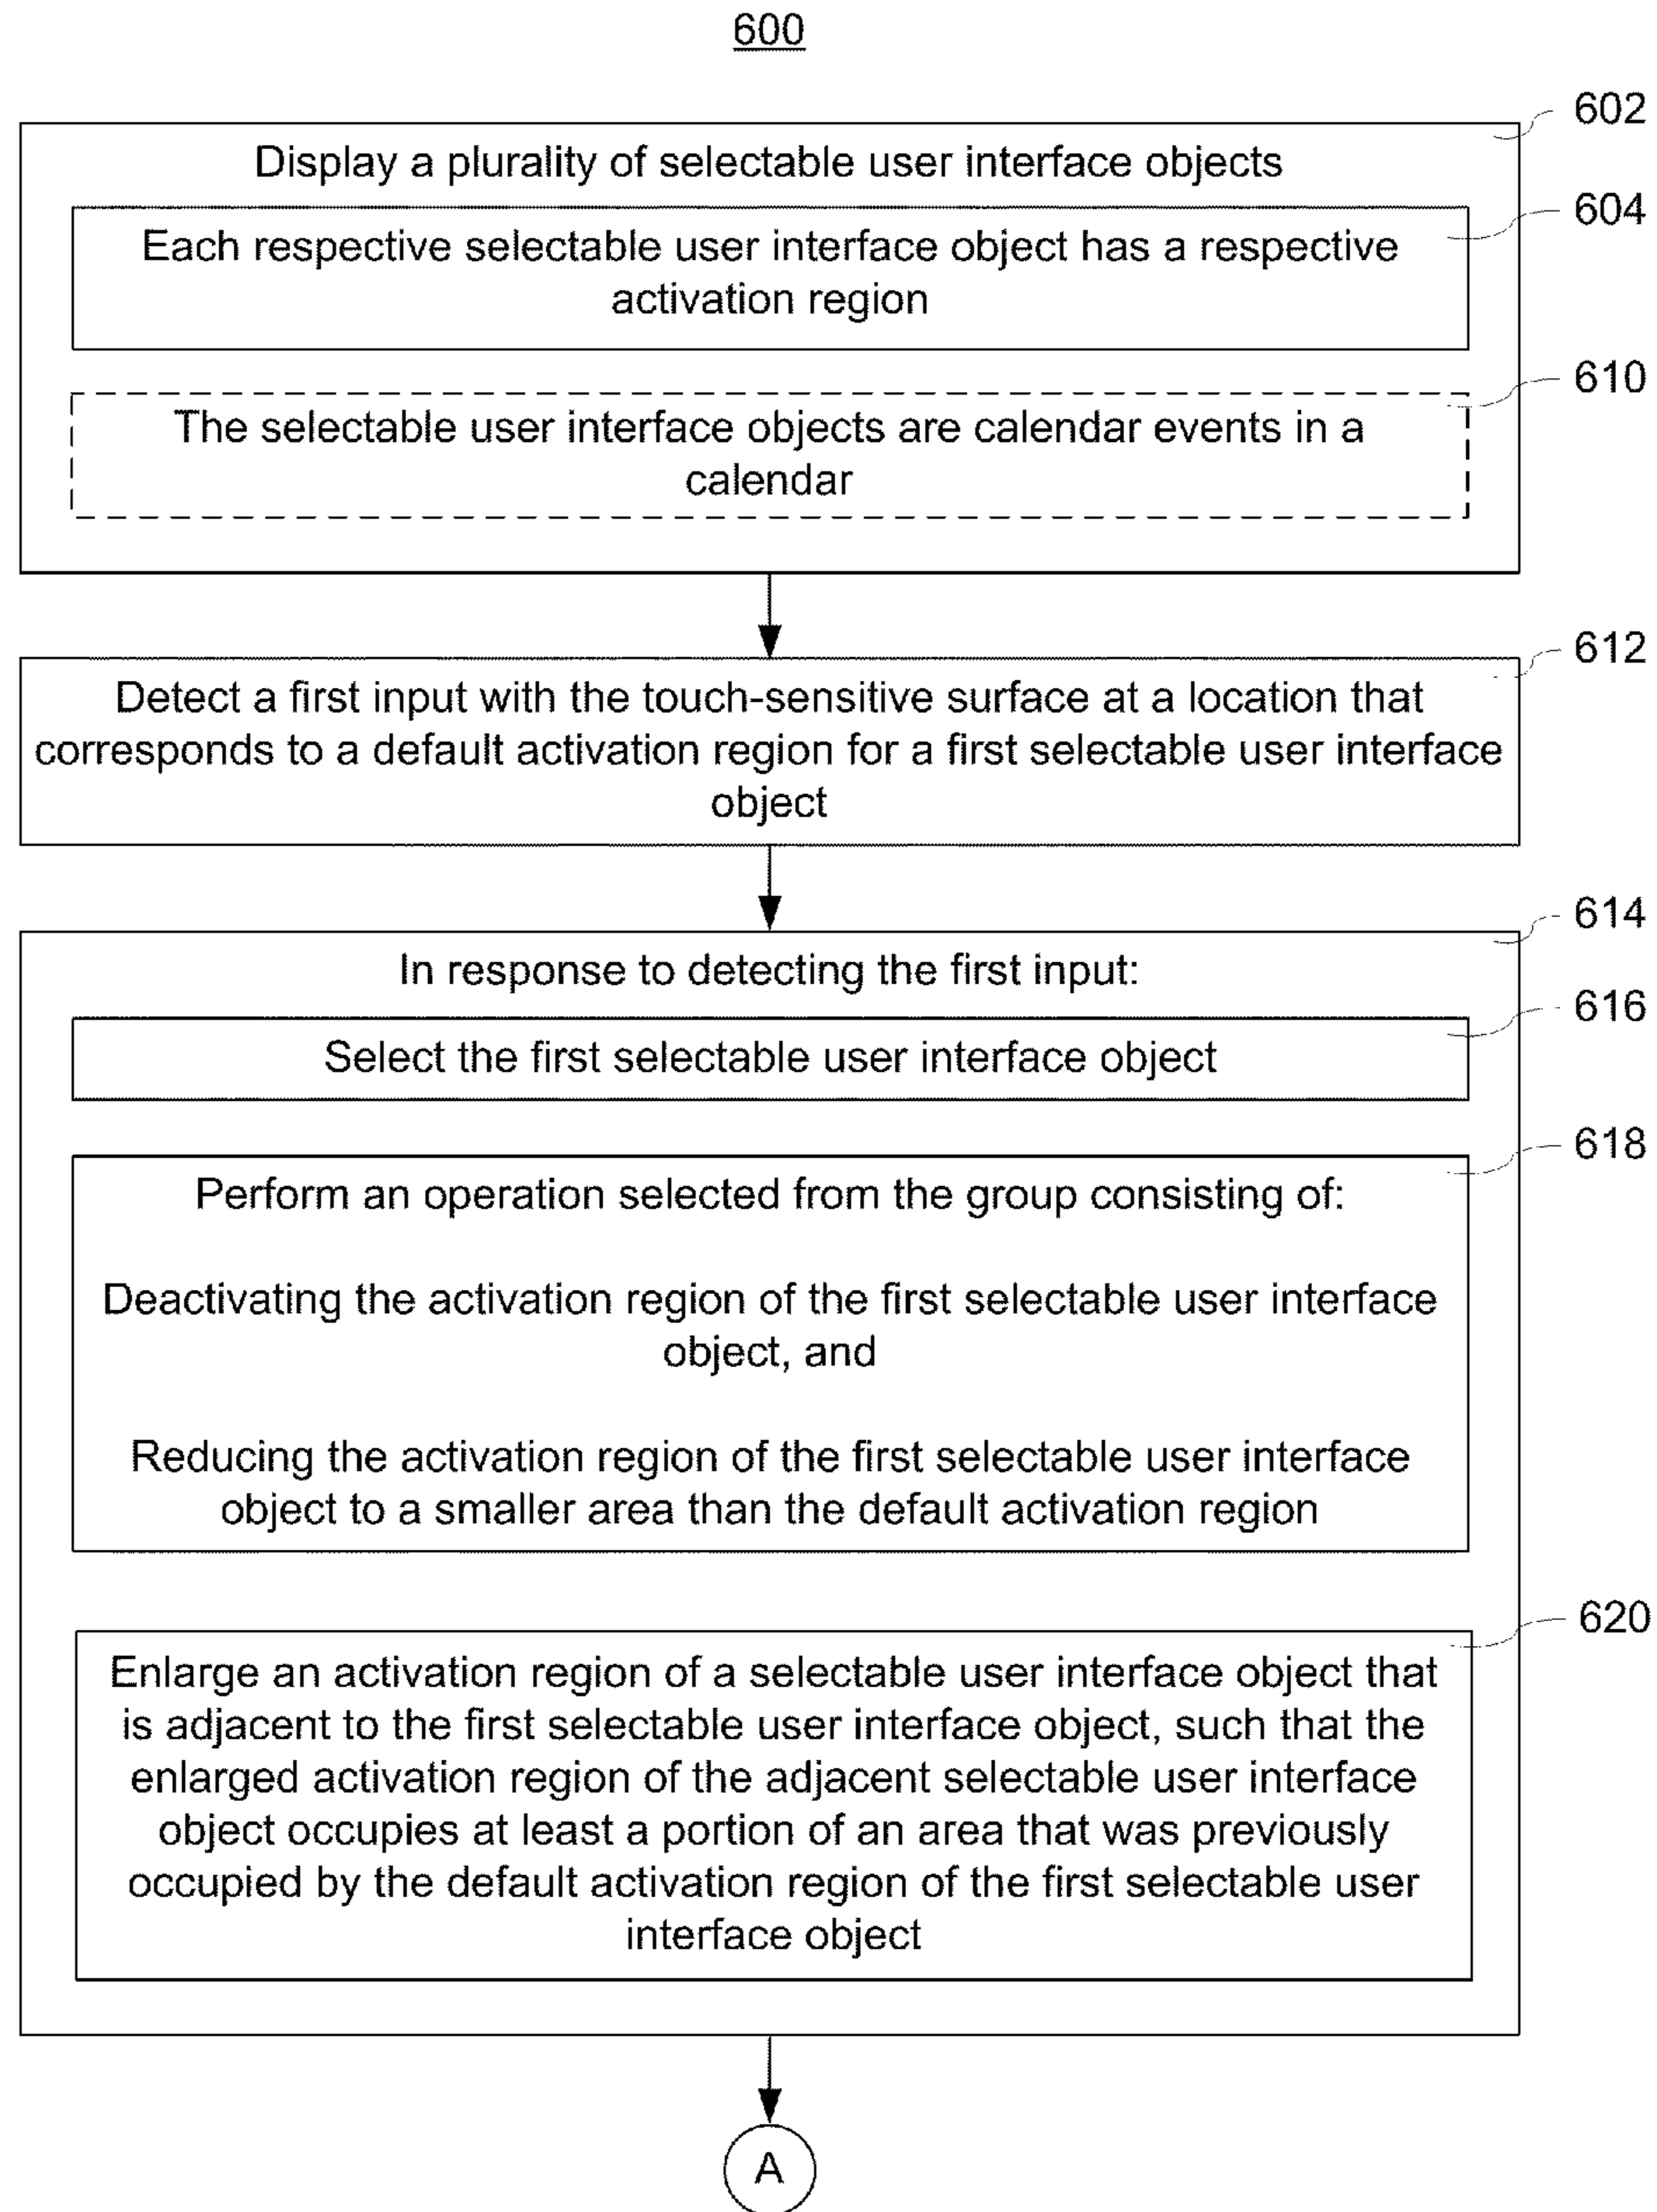 600
602
Display a plurality of selectable user interface objects
604
Each respective selectable user interface object has a respective
activation region
610
The selectable user interface objects are calendar events in a
calendar
612
Detect a first input with the touch-sensitive surface at a location that
corresponds to a default activation region for a first selectable user interface
object
614
In response to detecting the first input:
616
Select the first selectable user interface object
618
Perform an operation selected from the group consisting of:
Deactivating the activation region of the first selectable user interface
object, and
Reducing the activation region of the first selectable user interface
object to a smaller area than the default activation region
620
Enlarge an activation region of a selectable user interface object that
is adjacent to the first selectable user interface object, such that the
enlarged activation region of the adjacent selectable user interface
object occupies at least a portion of an area that was previously
occupied by the default activation region of the first selectable user
interface object
A